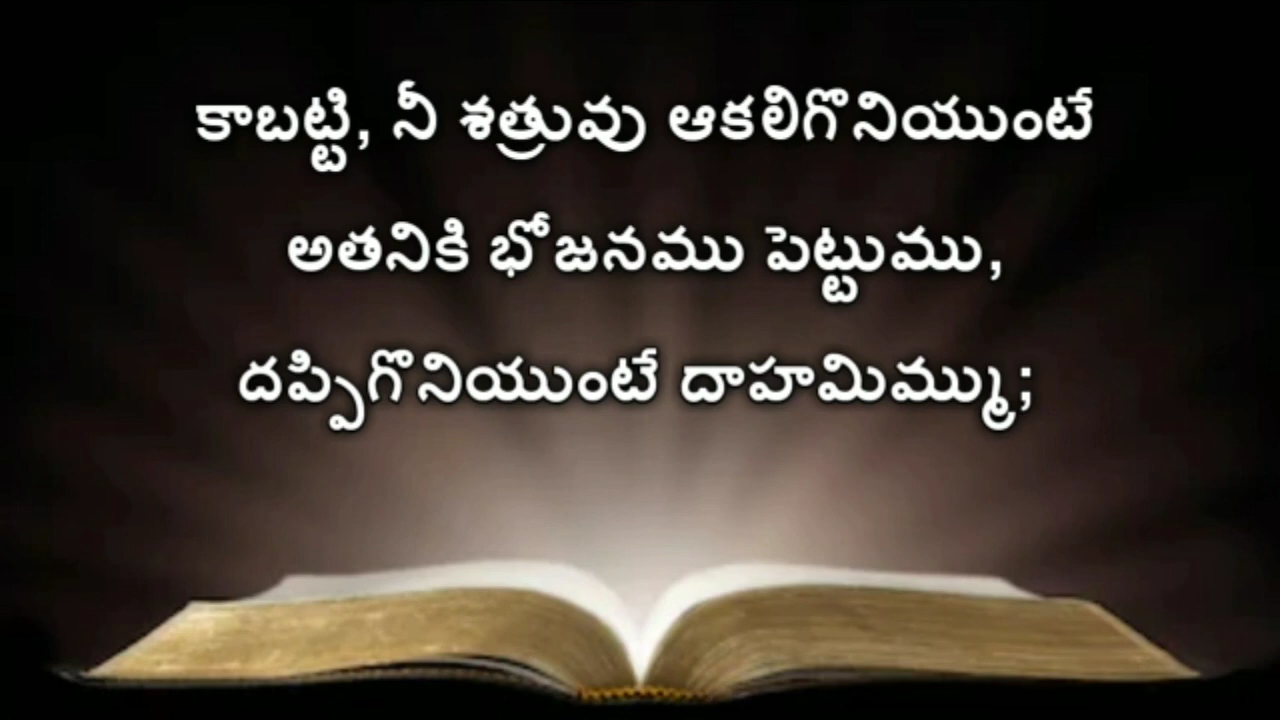 కాబట్టి, నీ శత్రువు ఆకలిగొనియుంటే
అతనికి భోజనము పెట్టుము,
దప్పిగొనియుంటే దాహమిమ్ము;